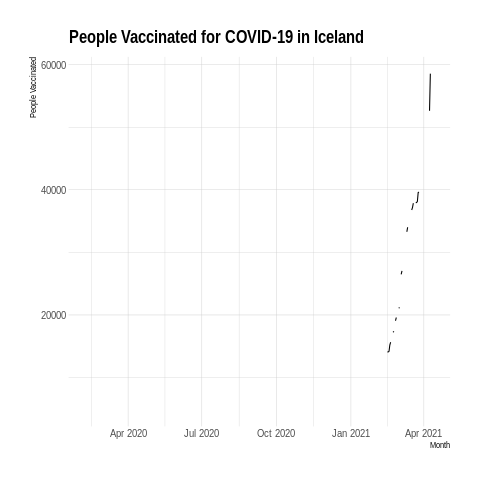 People Vaccinated for COVID-19 in Iceland
People Vaccinated
60000
40000
20000
Apr 2020 Jul 2020 Oct 2020 Jan 2021 Apr 2021
Month